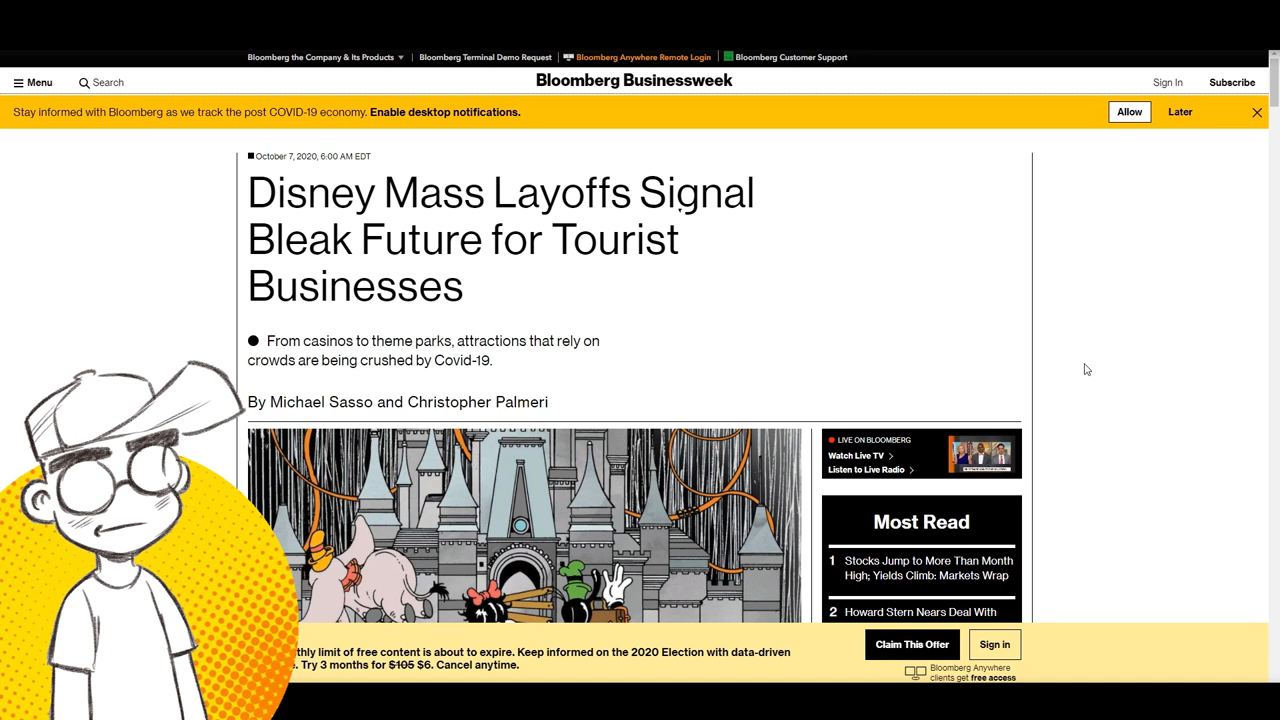 Bloomberg the Company & Its Products
Bloomberg Terminal Demo Request
Bloomberg Anywhere Remote Login
Bloomberg Customer Support
Menu
Search
Bloomberg Businessweek
Sign In
Subscribe
Stay informed with Bloomberg as we track the post COVID-19 economy. Enable desktop notifications.
Allow
Later
October 7, 2020, 6:00 AM EDT
Disney Mass Layoffs Signal
Bleak Future for Tourist
Businesses
From casinos to theme parks, attractions that rely on
crowds are being crushed by Covid-19.
By Michael Sasso and Christopher Palmeri
LIVE ON BLOOMBERG
Watch Live TV
Listen to Live Radio
Most Read
1 Stocks Jump to More Than Month
High; Yields Climb: Markets Wrap
2 Howard Stern Nears Deal With
limit of free content is about to expire. Keep informed on the 2020 Election with data-driven
Try 3 months for $105 $6. Cancel anytime.
Claim This Offer
Sign in
Bloomberg Anywhere
clients get free access